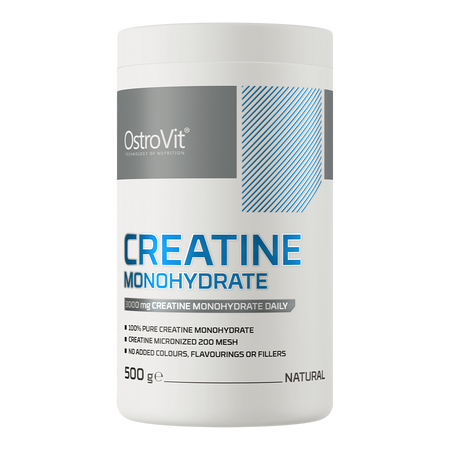 OstroVit®
TECHNOLOGY OF NUTRITION
CREATINE
MONOHYDRATE
3000 mg CREATINE MONOHYDRATE DAILY
▪ 100% PURE CREATINE MONOHYDRATE
▪ CREATINE MICRONIZED 200 MESH
▪ NO ADDED COLOURS, FLAVOURINGS OR FILLERS
500 g ℮ NATURAL